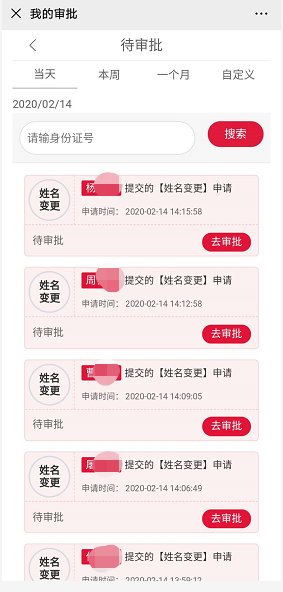 我的审批
待审批
当天 本周 一个月 自定义
2020/02/14
请输身份证号 搜索
姓名变更
杨 提交的【姓名变更】申请
申请时间： 2020-02-14 14:15:58
待审批 去审批
姓名变更
周 提交的【姓名变更】申请
申请时间： 2020-02-14 14:12:58
待审批 去审批
姓名变更
曹 提交的【姓名变更】申请
申请时间： 2020-02-14 14:09:05
待审批 去审批
姓名变更
提交的【姓名变更】申请
申请时间： 2020-02-14 14:06:49
待审批 去审批
姓名变更
提交的【姓名变更】申请
申请时间： 2020-02-14 13:59:12